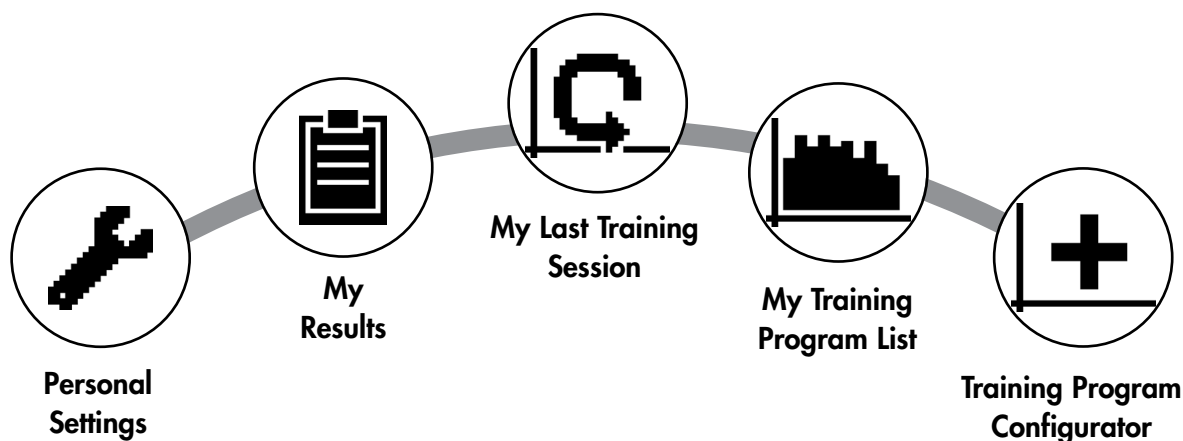 Personal
Settings
My
Results
My Last Training
Session
My Training
Program List
Training Program
Configurator